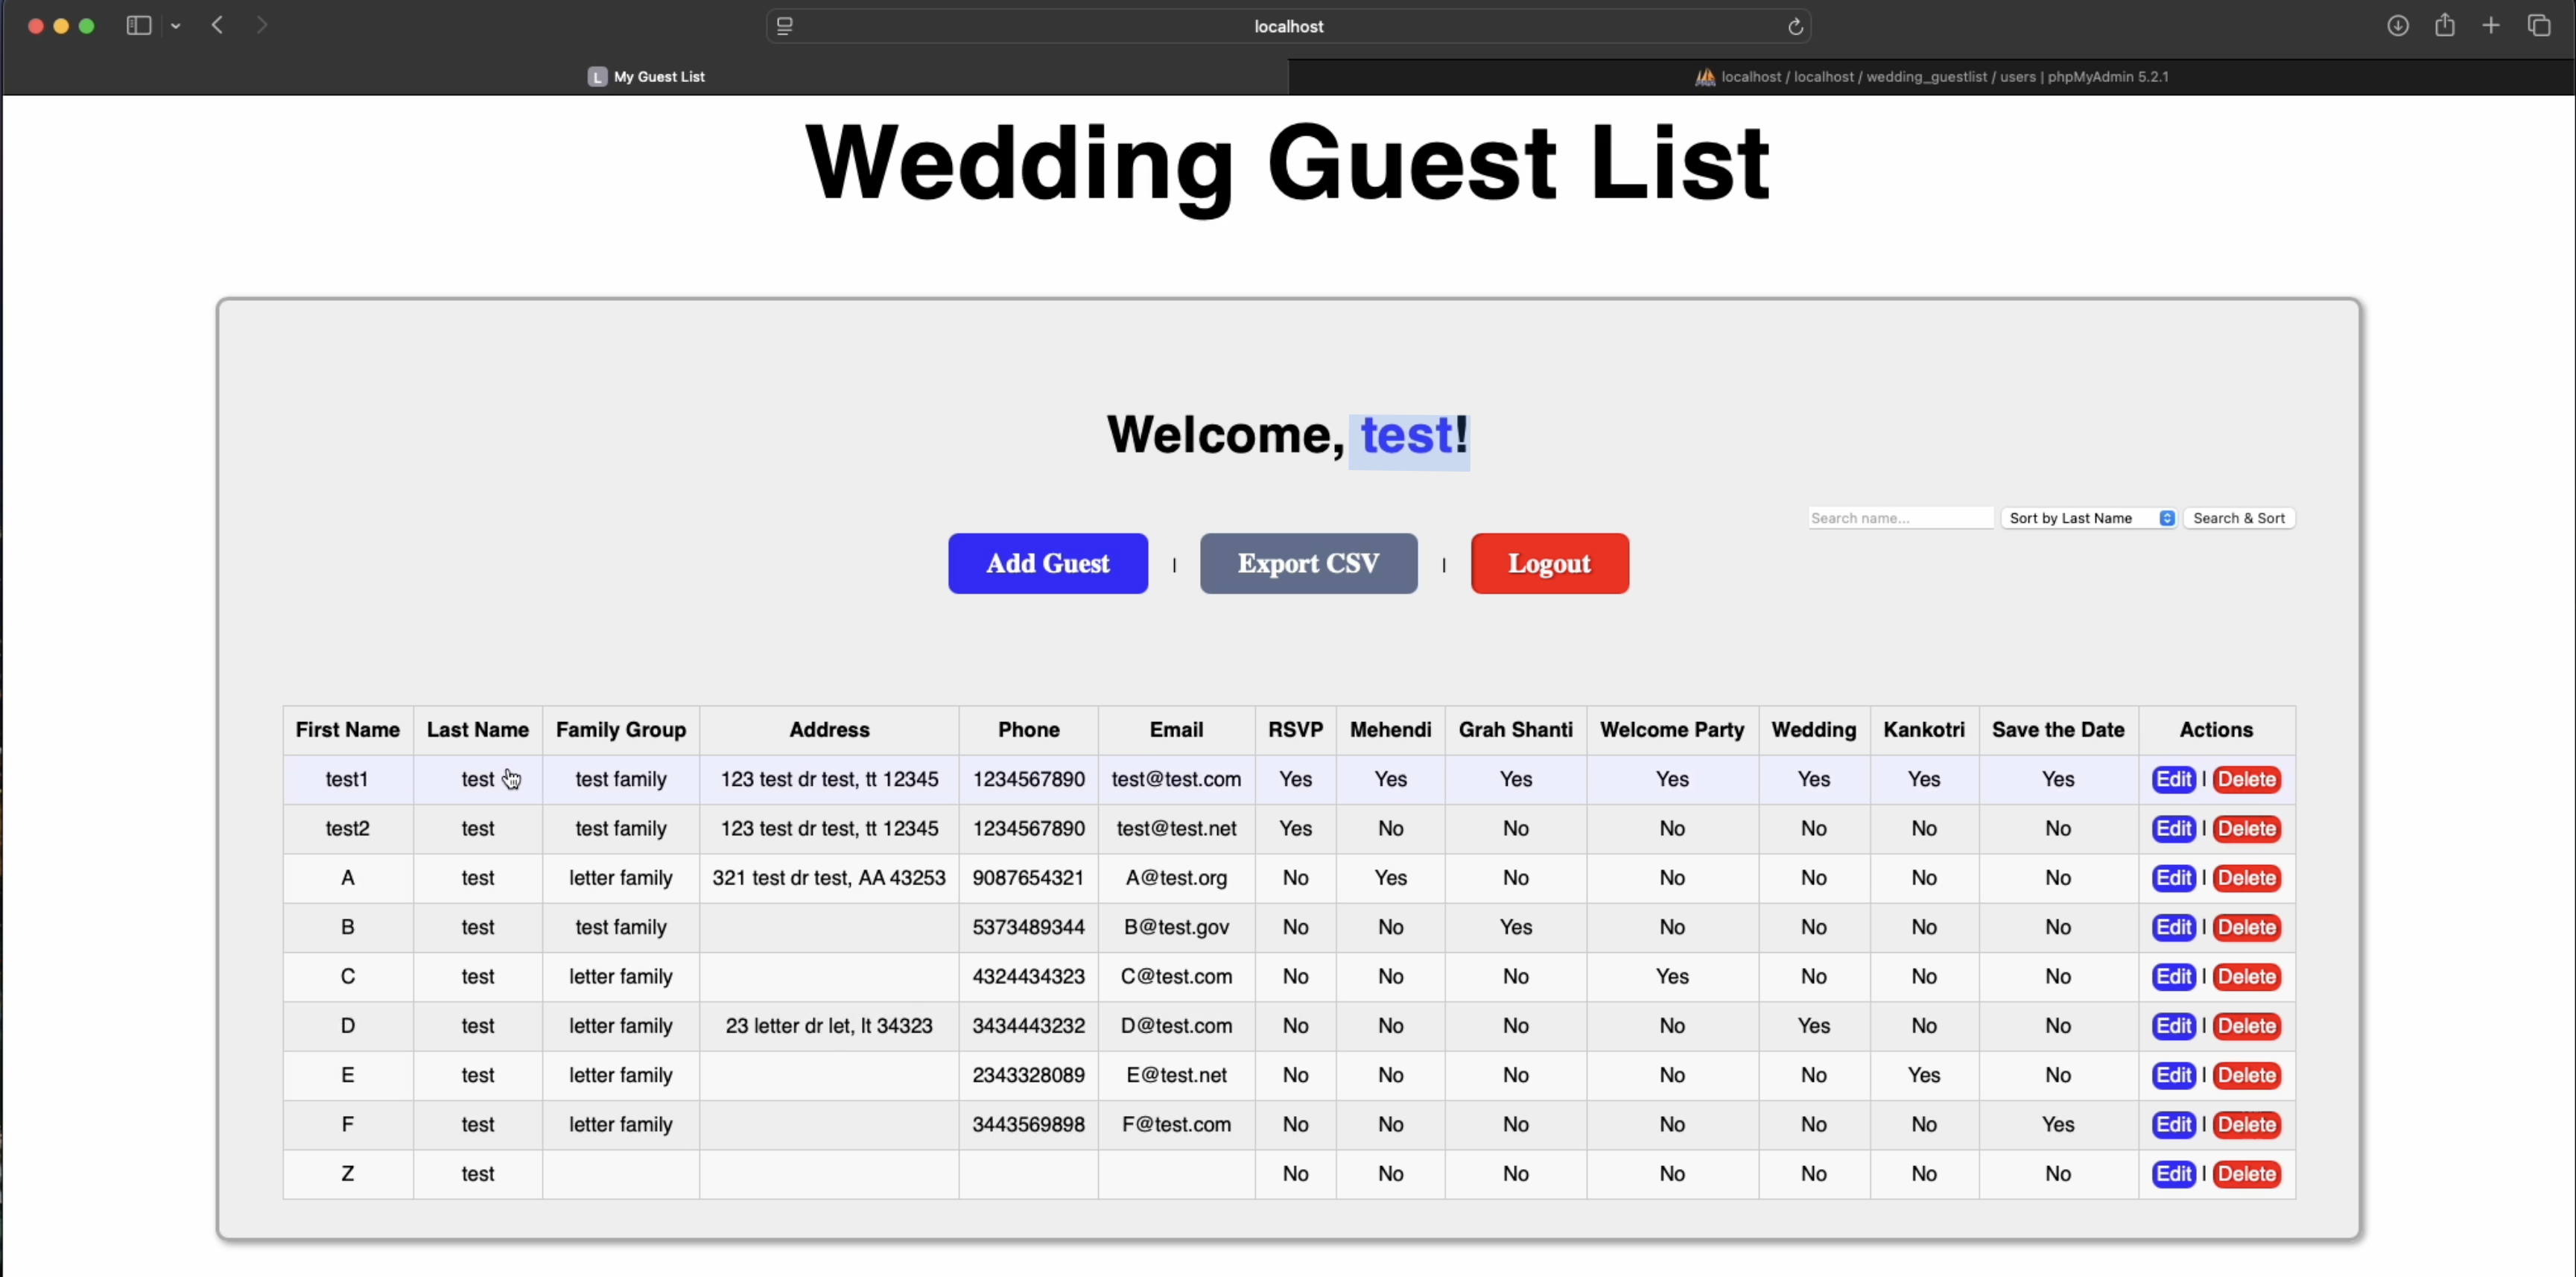 localhost
L My Guest List
localhost / localhost / wedding_guestlist / users | phpMyAdmin 5.2.1
Wedding Guest List
Welcome, test!
Search name... Sort by Last Name Search & Sort
Add Guest | Export CSV | Logout
First Name Last Name Family Group Address Phone Email RSVP Mehendi Grah Shanti Welcome Party Wedding Kankotri Save the Date Actions
test1 test test family 123 test dr test, tt 12345 1234567890 test@test.com Yes Yes Yes Yes Yes Yes Yes Edit | Delete
test2 test test family 123 test dr test, tt 12345 1234567890 test@test.net Yes No No No No No No Edit | Delete
A test letter family 321 test dr test, AA 43253 9087654321 A@test.org No Yes No No No No No Edit | Delete
B test test family 5373489344 B@test.gov No No Yes No No No No Edit | Delete
C test letter family 4324434323 C@test.com No No No Yes No No No Edit | Delete
D test letter family 23 letter dr let, lt 34323 3434443232 D@test.com No No No No Yes No No Edit | Delete
E test letter family 2343328089 E@test.net No No No No No Yes No Edit | Delete
F test letter family 3443569898 F@test.com No No No No No No Yes Edit | Delete
Z test No No No No No No No Edit | Delete